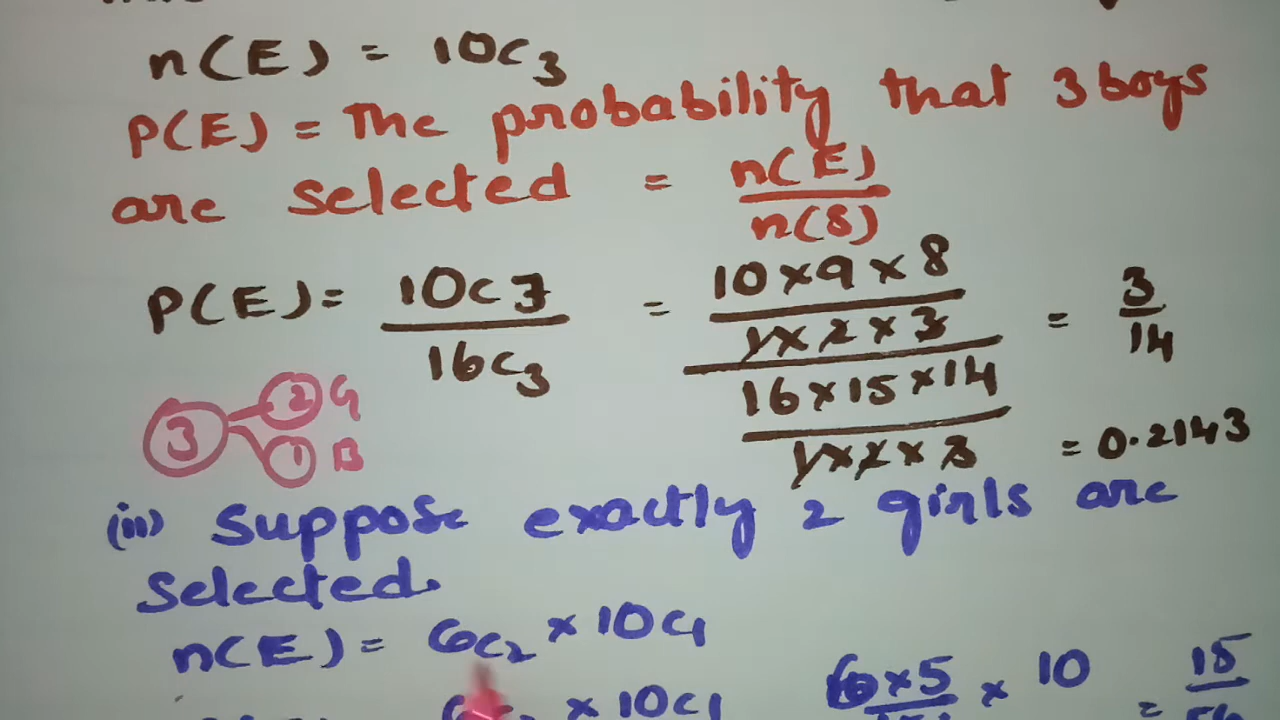 n(E) = 10C3
P(E) = The probability that 3 boys
are selected = n(E)/n(S)
P(E) = 10C3/16C3 = (10×9×8/1×2×3)/(16×15×14/1×2×3) = 3/14
= 0.2143
3 2 G
1 B
(ii) Suppose exactly 2 girls are
selected.
n(E) = 6C2 × 10C1
6C2 × 10C1 6×5 × 10 = 15